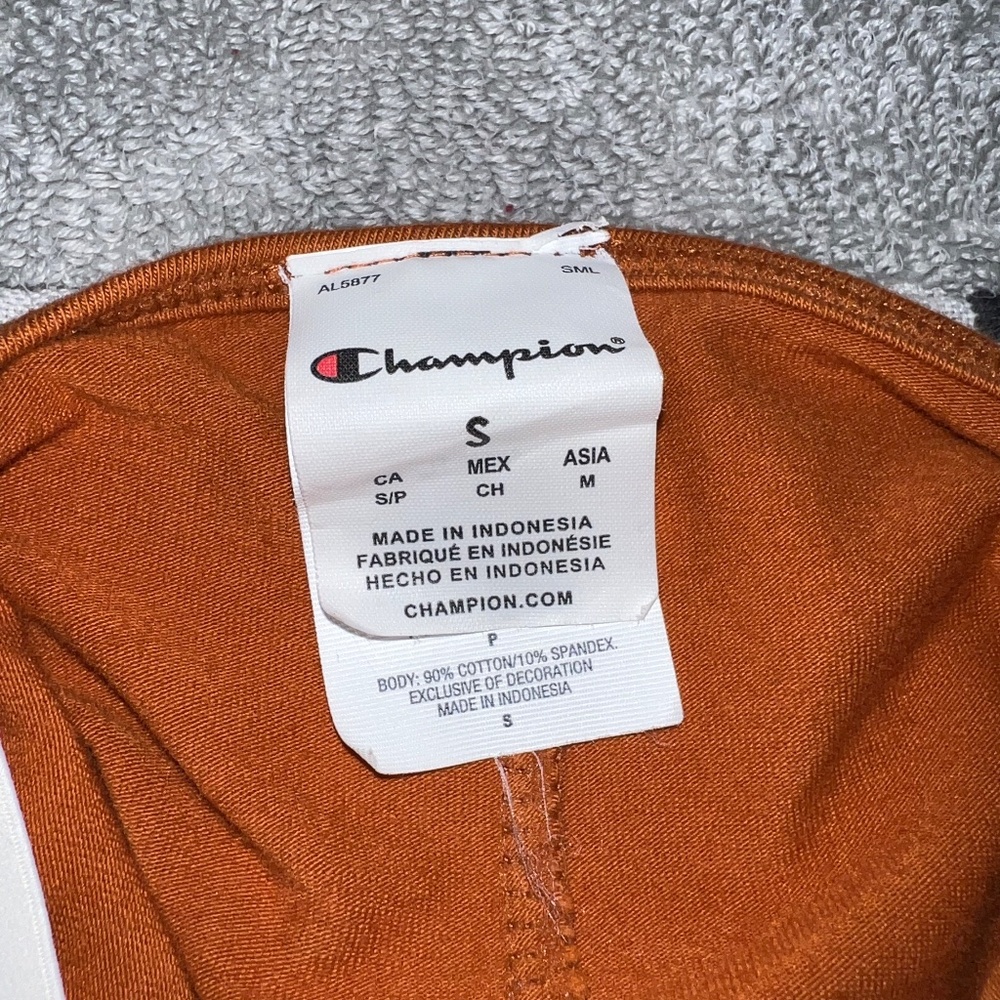 AL5877 SML
Champion®
S
CA MEX ASIA
S/P CH M
MADE IN INDONESIA
FABRIQUÉ EN INDONÉSIE
HECHO EN INDONESIA
CHAMPION.COM
P
BODY: 90% COTTON/10% SPANDEX.
EXCLUSIVE OF DECORATION
MADE IN INDONESIA
S